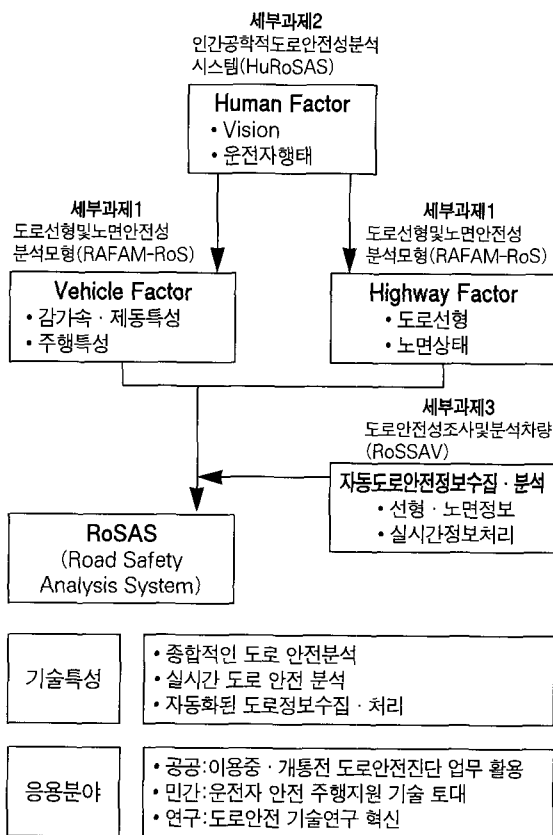 세부과제2
인간공학적도로안전성분석
시스템(HuRoSAS)
Human Factor
• Vision
• 운전자행태
세부과제1
도로선형및노면안전성
분석모형(RAFAM-RoS)
Vehicle Factor
• 감가속 · 제동특성
• 주행특성
세부과제1
도로선형및노면안전성
분석모형(RAFAM-RoS)
Highway Factor
• 도로선형
• 노면상태
세부과제3
도로안전성조사및분석차량
(RoSSAV)
자동도로안전정보수집 · 분석
• 선형 · 노면정보
• 실시간정보처리
RoSAS
(Road Safety
Analysis System)
기술특성
• 종합적인 도로 안전분석
• 실시간 도로 안전 분석
• 자동화된 도로정보수집 · 처리
응용분야
• 공공:이용중 · 개통전 도로안전진단 업무 활용
• 민간:운전자 안전 주행지원 기술 토대
• 연구:도로안전 기술연구 혁신